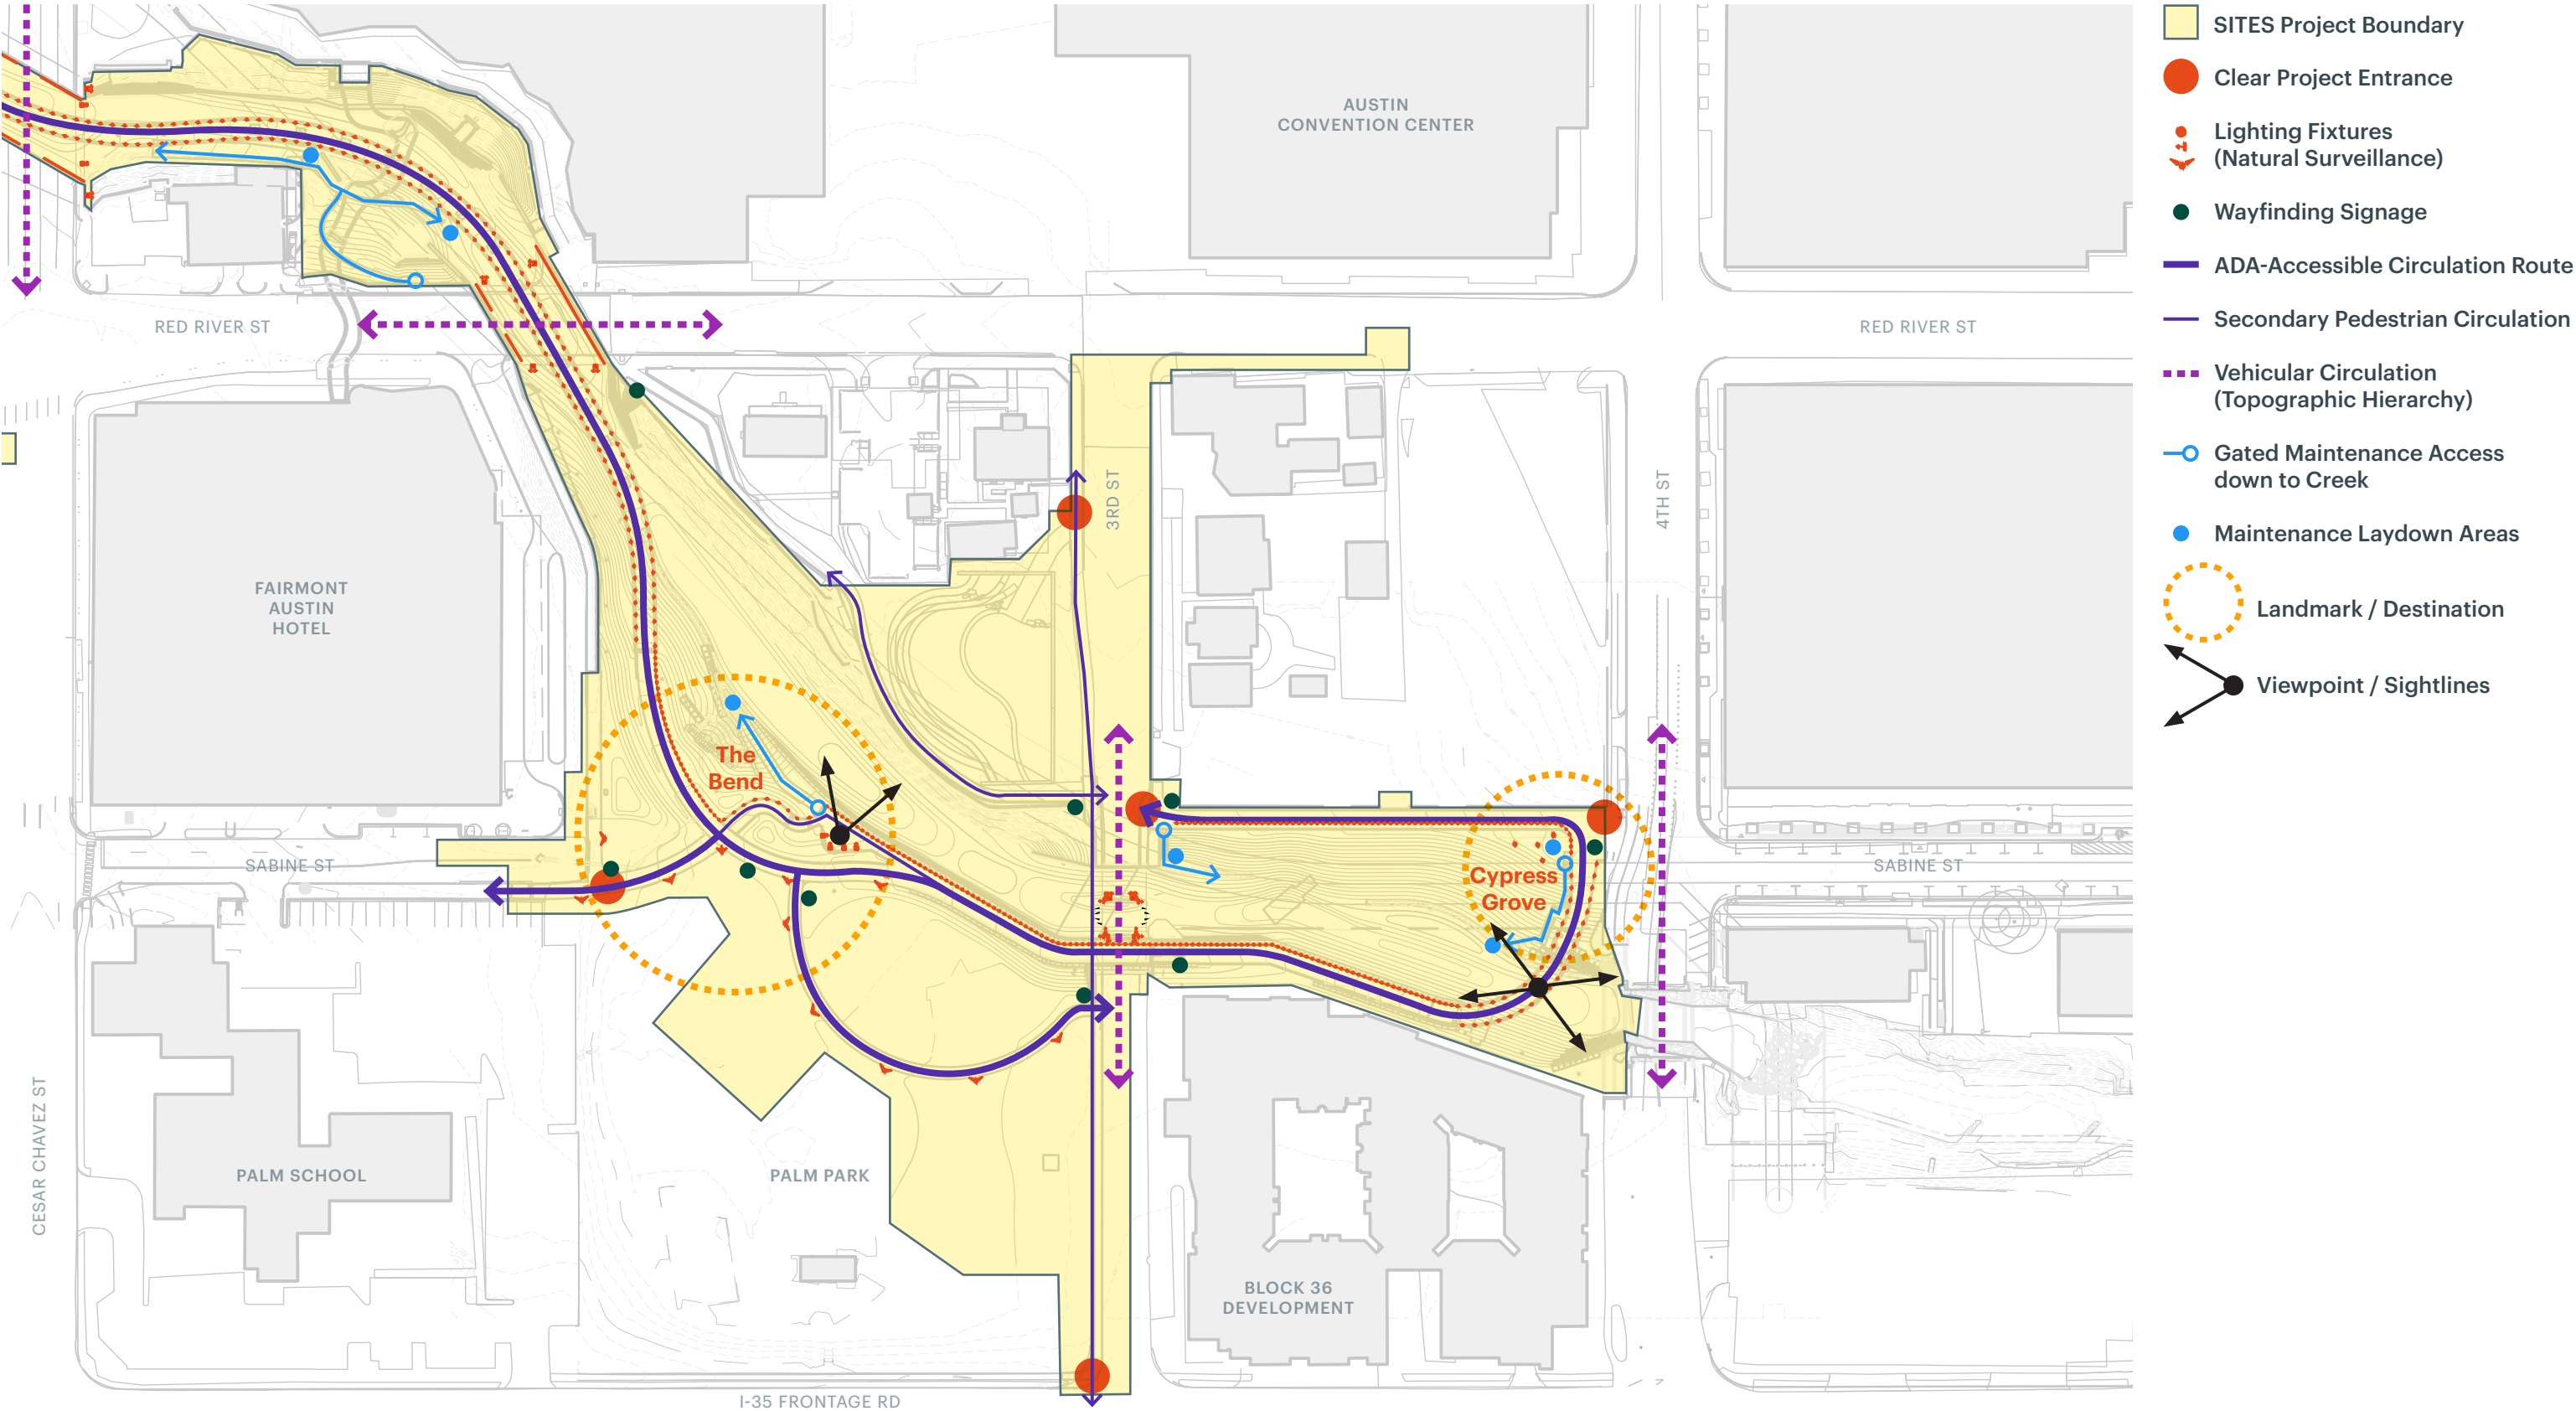 AUSTIN
CONVENTION CENTER
RED RIVER ST
RED RIVER ST
3RD ST
4TH ST
FAIRMONT
AUSTIN
HOTEL
The
Bend
SABINE ST
Cypress
Grove
SABINE ST
CESAR CHAVEZ ST
PALM SCHOOL
PALM PARK
BLOCK 36
DEVELOPMENT
I-35 FRONTAGE RD
SITES Project Boundary
Clear Project Entrance
Lighting Fixtures
(Natural Surveillance)
Wayfinding Signage
ADA-Accessible Circulation Route
Secondary Pedestrian Circulation
Vehicular Circulation
(Topographic Hierarchy)
Gated Maintenance Access
down to Creek
Maintenance Laydown Areas
Landmark / Destination
Viewpoint / Sightlines